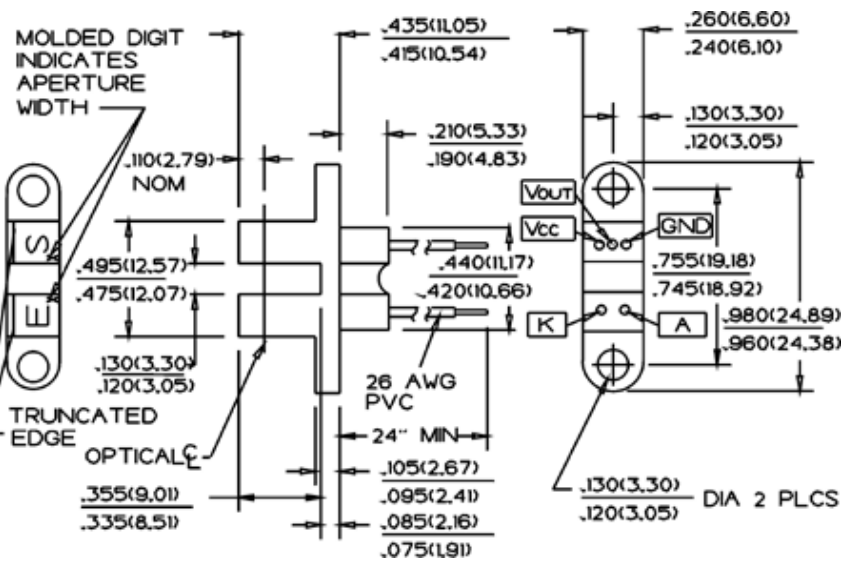 MOLDED DIGIT
INDICATES
APERTURE
WIDTH
.435(11.05)
.415(10.54)
.260(6.60)
.240(6.10)
.130(3.30)
.120(3.05)
.210(5.33)
.190(4.83)
.110(2.79)
NOM
VOUT
VCC
GND
S
E
.495(12.57)
.475(12.07)
.440(11.17)
.420(10.66)
.755(19.18)
.745(18.92)
K
A
.980(24.89)
.960(24.38)
.130(3.30)
.120(3.05)
26 AWG
PVC
TRUNCATED
EDGE
OPTICAL ℄
24" MIN
.355(9.01)
.335(8.51)
.105(2.67)
.095(2.41)
.085(2.16)
.075(1.91)
.130(3.30)
.120(3.05)
DIA 2 PLCS